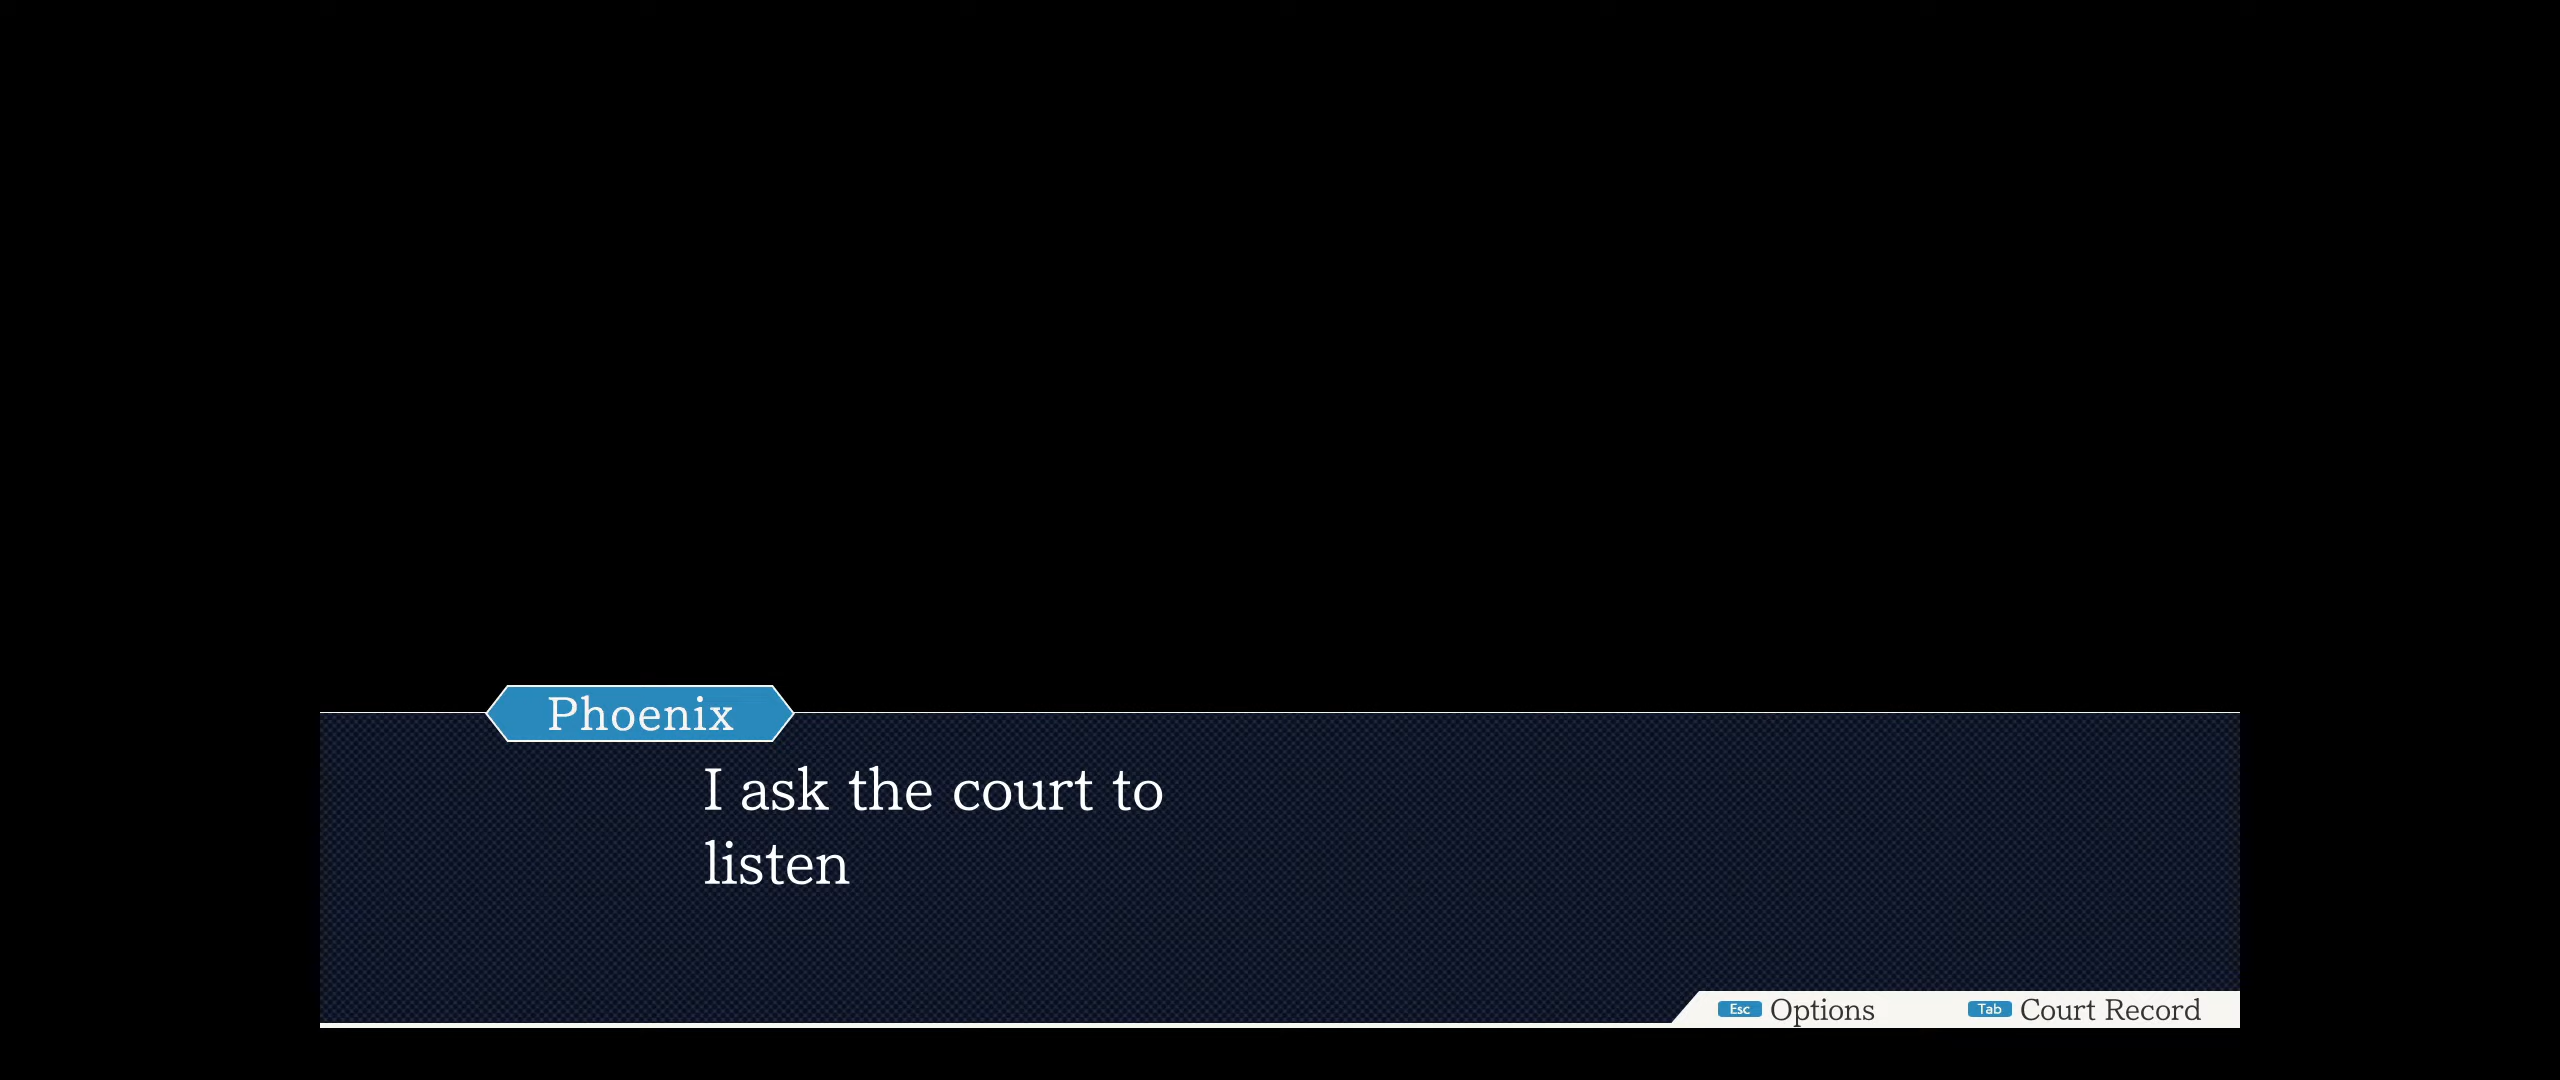 Phoenix
I ask the court to
listen
Esc Options Tab Court Record